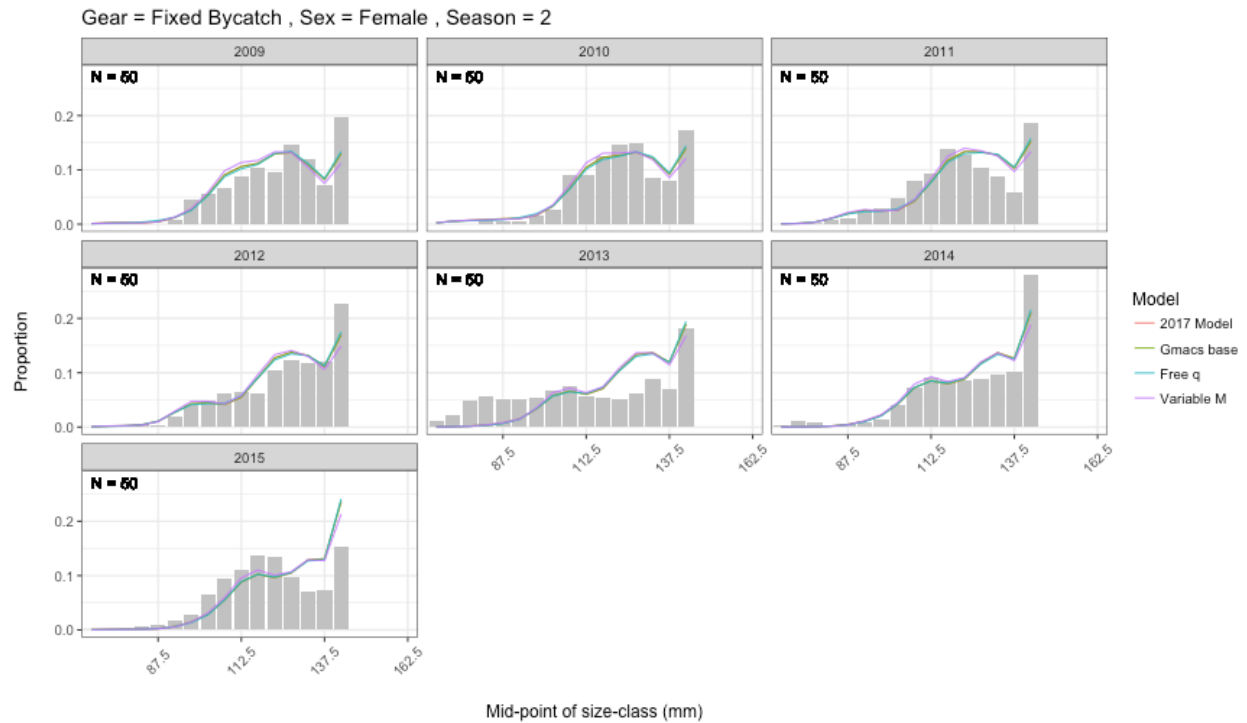 Gear = Fixed Bycatch , Sex = Female , Season = 2
2009
2010
2011
N = 50
N = 50
N = 50
0.2
0.1
0.0
2012
2013
2014
N = 50
N = 50
N = 50
0.2
0.1
0.0
87.5
112.5
137.5
162.5
87.5
112.5
137.5
162.5
2015
N = 50
0.2
0.1
0.0
87.5
112.5
137.5
162.5
Proportion
Mid-point of size-class (mm)
Model
2017 Model
Gmacs base
Free q
Variable M